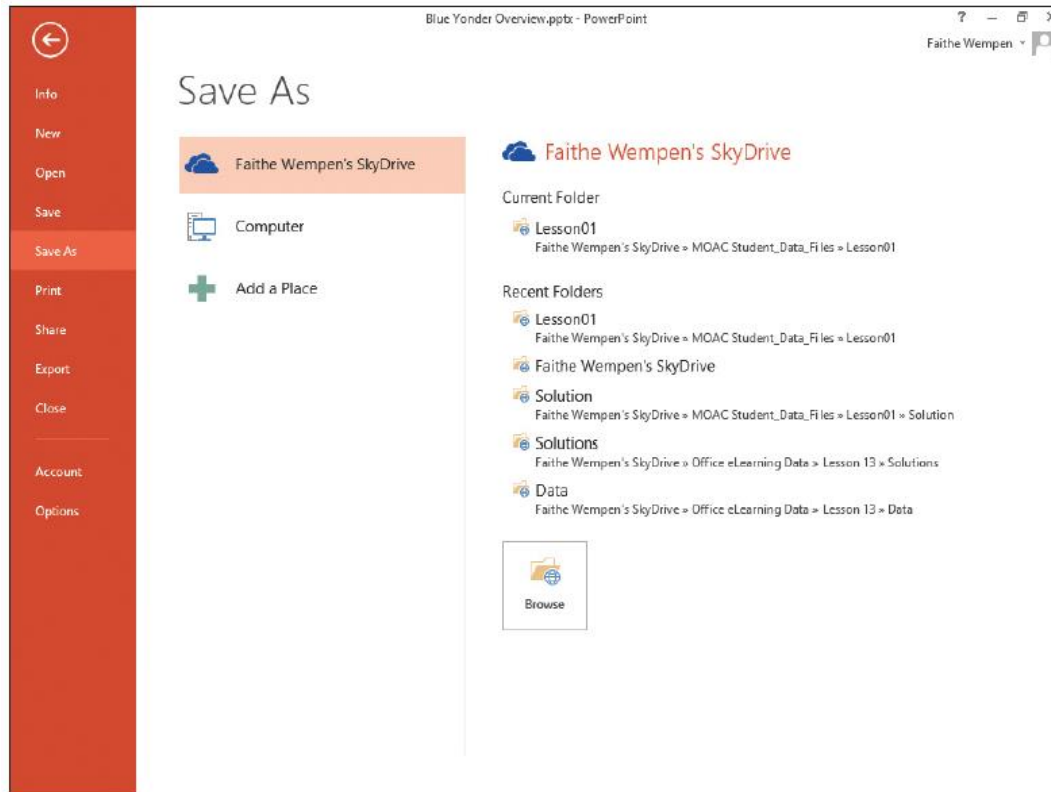 Blue Yonder Overview.pptx - PowerPoint
?
Faithe Wempen
Info
New
Open
Save
Save As
Print
Share
Export
Close
Account
Options
Save As
Faithe Wempen's SkyDrive
Computer
Add a Place
Faithe Wempen's SkyDrive
Current Folder
Lesson01
Faithe Wempen's SkyDrive » MOAC Student_Data_Files » Lesson01
Recent Folders
Lesson01
Faithe Wempen's SkyDrive » MOAC Student_Data_Files » Lesson01
Faithe Wempen's SkyDrive
Solution
Faithe Wempen's SkyDrive » MOAC Student_Data_Files » Lesson01 » Solution
Solutions
Faithe Wempen's SkyDrive » Office eLearning Data » Lesson 13 » Solutions
Data
Faithe Wempen's SkyDrive » Office eLearning Data » Lesson 13 » Data
Browse